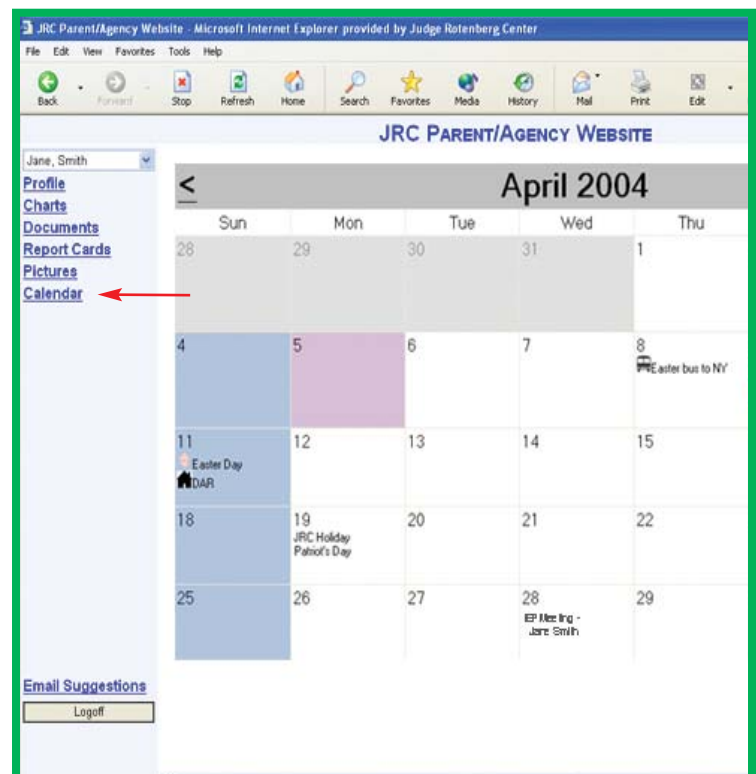 JRC Parent/Agency Website - Microsoft Internet Explorer provided by Judge Rotenberg Center
File Edit View Favorites Tools Help
Back Forward Stop Refresh Home Search Favorites Media History Mail Print Edit
JRC PARENT/AGENCY WEBSITE
Jane, Smith
Profile
Charts
Documents
Report Cards
Pictures
Calendar
< April 2004
Sun Mon Tue Wed Thu
28 29 30 31 1
4 5 6 7 8
Easter bus to NY
11 12 13 14 15
Easter Day
DAR
18 19 20 21 22
JRC Holiday
Patriot's Day
25 26 27 28 29
IEP Meeting -
Jane Smith
Email Suggestions
Logoff